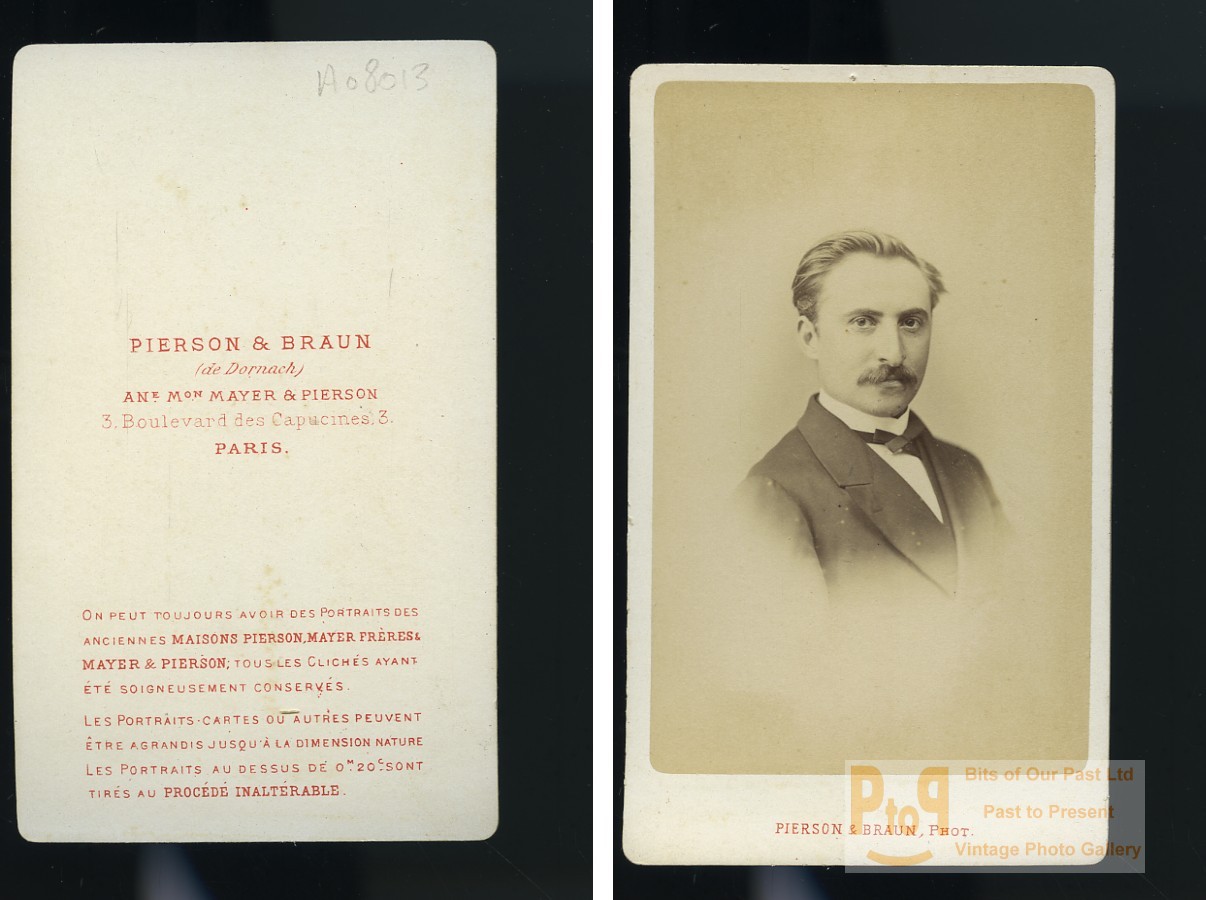 A08013
PIERSON & BRAUN
(de Dornach)
ANE MON MAYER & PIERSON
3. Boulevard des Capucines, 3.
PARIS.
ON PEUT TOUJOURS AVOIR DES PORTRAITS DES
ANCIENNES MAISONS PIERSON, MAYER FRÈRES &
MAYER & PIERSON; TOUS LES CLICHÉS AYANT
ÉTÉ SOIGNEUSEMENT CONSERVÉS.
LES PORTRAITS-CARTES OU AUTRES PEUVENT
ÊTRE AGRANDIS JUSQU'À LA DIMENSION NATURE
LES PORTRAITS AU DESSUS DE 0M.20C.SONT
TIRÉS AU PROCÉDÉ INALTÉRABLE.
PIERSON & BRAUN, PHOT.
PtoP
Bits of Our Past Ltd
Past to Present
Vintage Photo Gallery